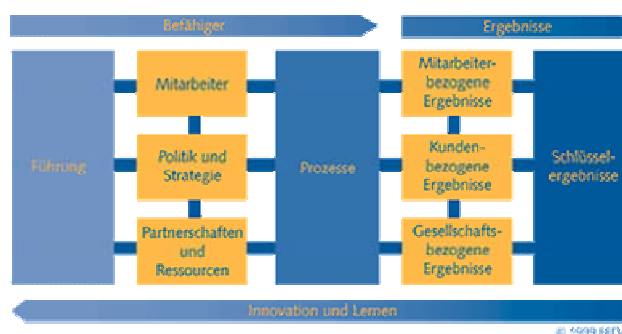 Befähiger
Ergebnisse
Führung
Mitarbeiter
Politik und
Strategie
Partnerschaften
und
Ressourcen
Prozesse
Mitarbeiter-
bezogene
Ergebnisse
Kunden-
bezogene
Ergebnisse
Gesellschafts-
bezogene
Ergebnisse
Schlüssel-
ergebnisse
Innovation und Lernen
© 1999